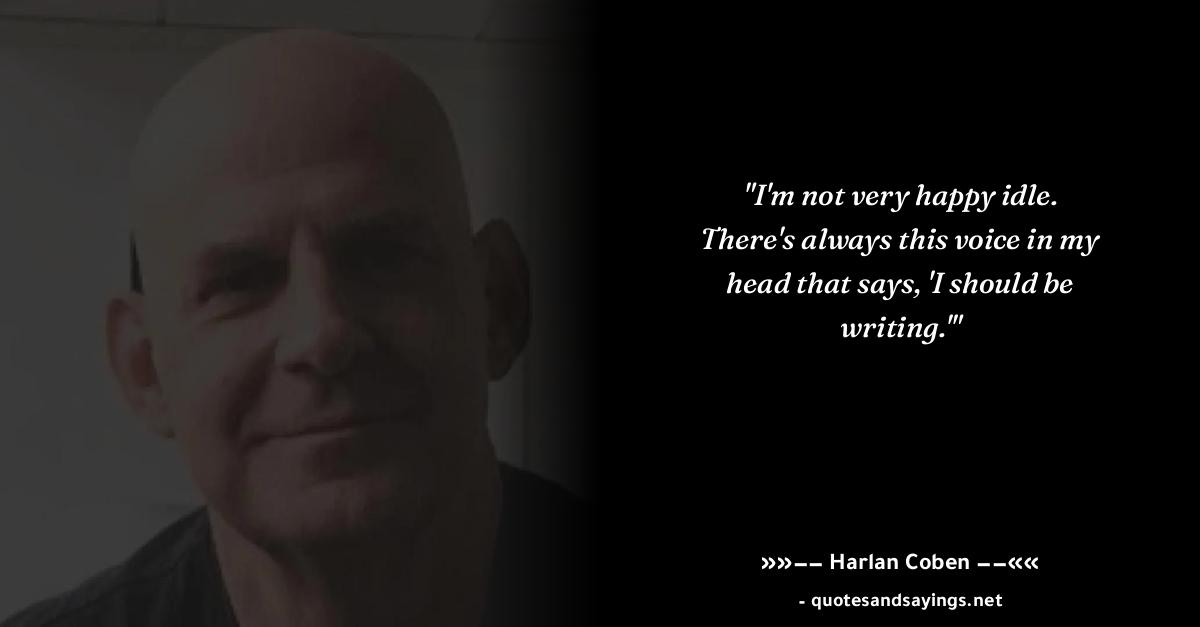 "I'm not very happy idle.
There's always this voice in my
head that says, 'I should be
writing.'"
»»−− Harlan Coben −−««
- quotesandsayings.net